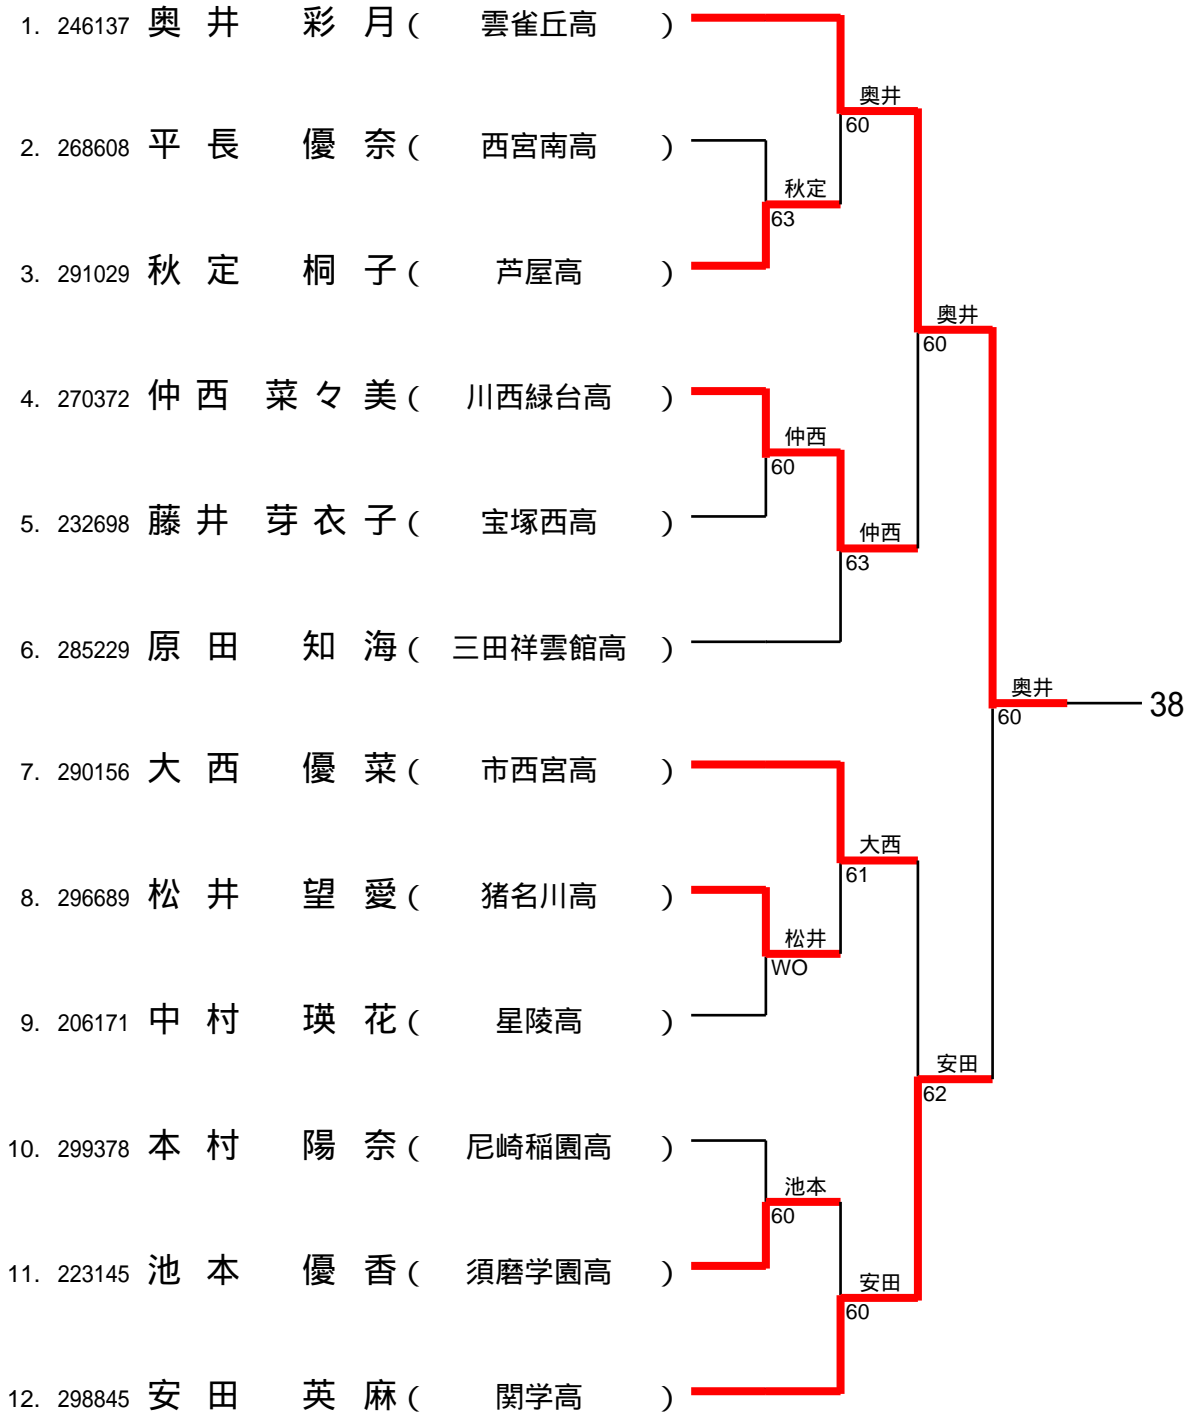 1. 246137 奥井 彩月 ( 雲雀丘高 )
奥井
60
2. 268608 平長 優奈 ( 西宮南高 )
秋定
63
3. 291029 秋定 桐子 ( 芦屋高 )
奥井
60
4. 270372 仲西 菜々美 ( 川西緑台高 )
仲西
60
5. 232698 藤井 芽衣子 ( 宝塚西高 )
仲西
63
6. 285229 原田 知海 ( 三田祥雲館高 )
奥井
60
38
7. 290156 大西 優菜 ( 市西宮高 )
大西
61
8. 296689 松井 望愛 ( 猪名川高 )
松井
WO
9. 206171 中村 瑛花 ( 星陵高 )
安田
62
10. 299378 本村 陽奈 ( 尼崎稲園高 )
池本
60
11. 223145 池本 優香 ( 須磨学園高 )
安田
60
12. 298845 安田 英麻 ( 関学高 )